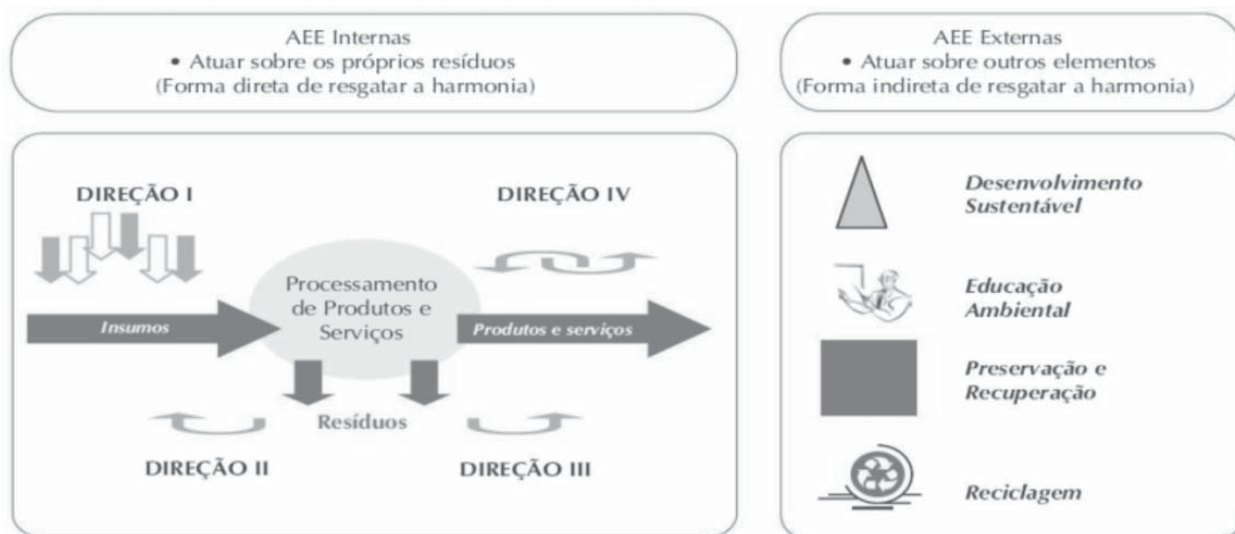 AEE Internas
• Atuar sobre os próprios resíduos
(Forma direta de resgatar a harmonia)
AEE Externas
• Atuar sobre outros elementos
(Forma indireta de resgatar a harmonia)
DIREÇÃO I
DIREÇÃO IV
Processamento
de Produtos e
Serviços
Insumos
Produtos e serviços
Resíduos
DIREÇÃO II
DIREÇÃO III
Desenvolvimento
Sustentável
Educação
Ambiental
Preservação e
Recuperação
Reciclagem